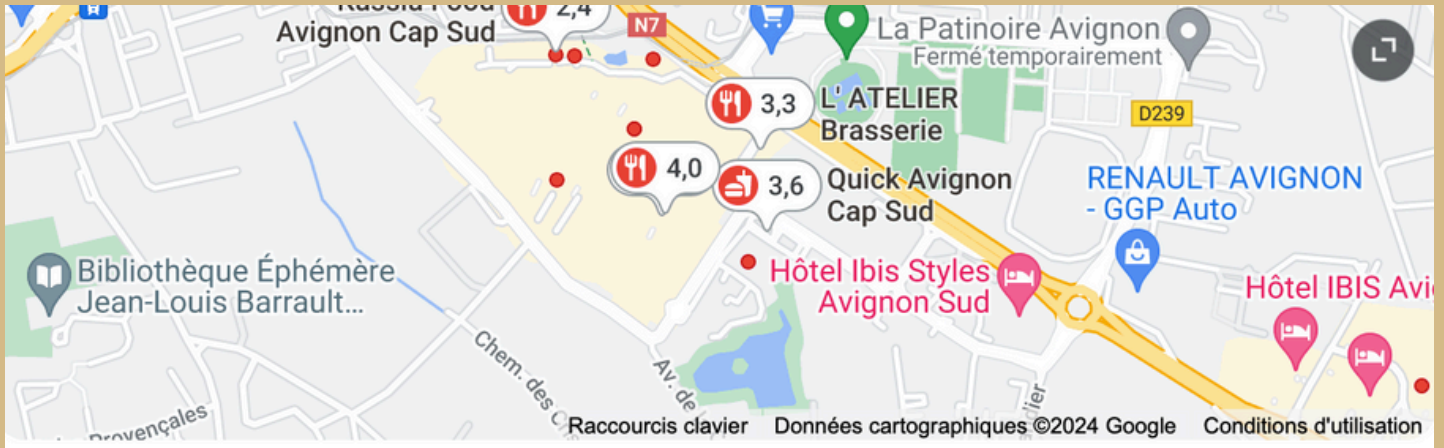 Russia Food
Avignon Cap Sud
2,4
N7
La Patinoire Avignon
Fermé temporairement
3,3
L' ATELIER
Brasserie
D239
4,0
3,6
Quick Avignon
Cap Sud
RENAULT AVIGNON
- GGP Auto
Bibliothèque Éphémère
Jean-Louis Barrault...
Hôtel Ibis Styles
Avignon Sud
Hôtel IBIS Avi
Chem. des
Av. de
Provençales
Raccourcis clavier
Données cartographiques ©2024 Google
Conditions d'utilisation